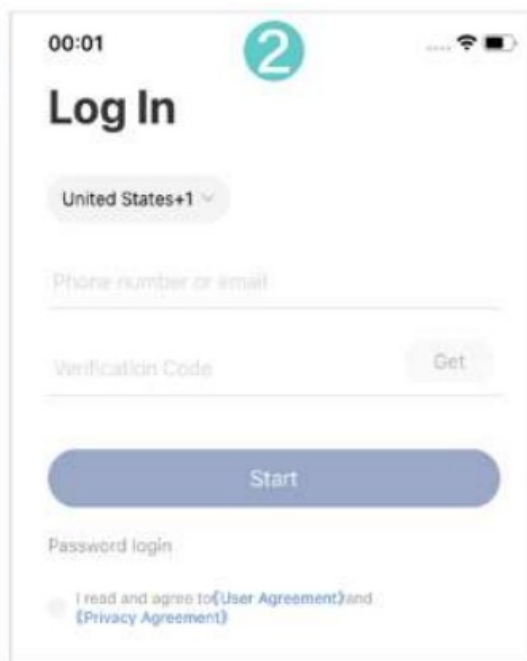 00:01
2
Log In
United States+1
Phone number or email
Verification Code
Get
Start
Password login
I read and agree to《User Agreement》and
《Privacy Agreement》